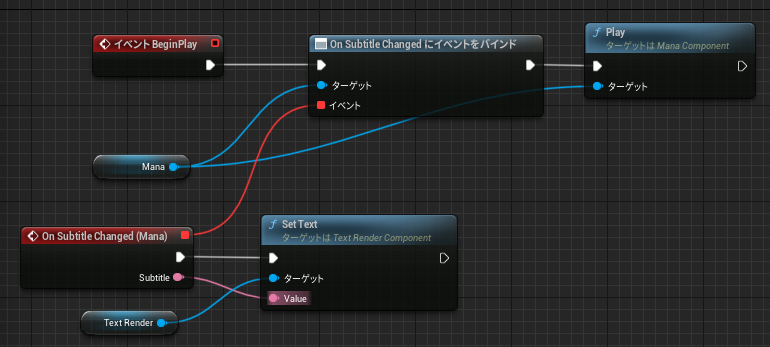 イベント BeginPlay
On Subtitle Changed にイベントをバインド
ターゲット
イベント
Play
ターゲットは Mana Component
ターゲット
Mana
On Subtitle Changed (Mana)
Subtitle
Set Text
ターゲットは Text Render Component
ターゲット
Value
Text Render